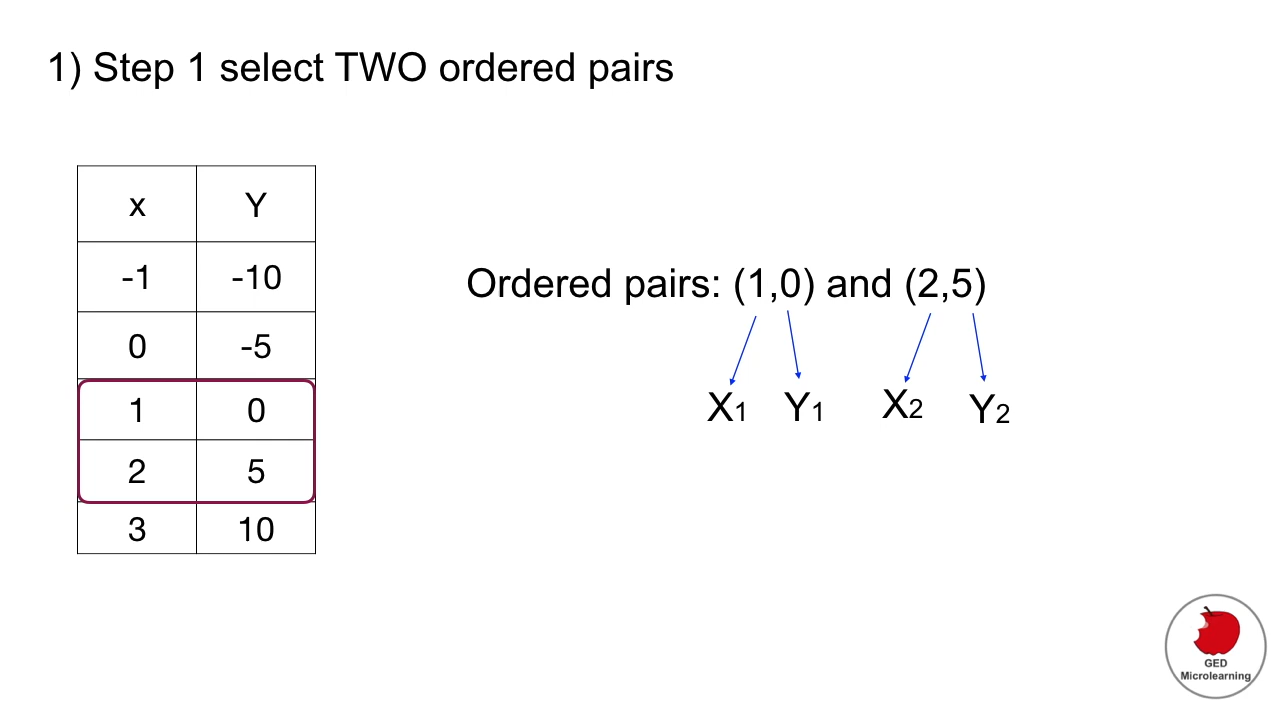 1) Step 1 select TWO ordered pairs
x Y
-1 -10
0 -5
1 0
2 5
3 10
Ordered pairs: (1,0) and (2,5)
X1 Y1 X2 Y2
GED
Microlearning